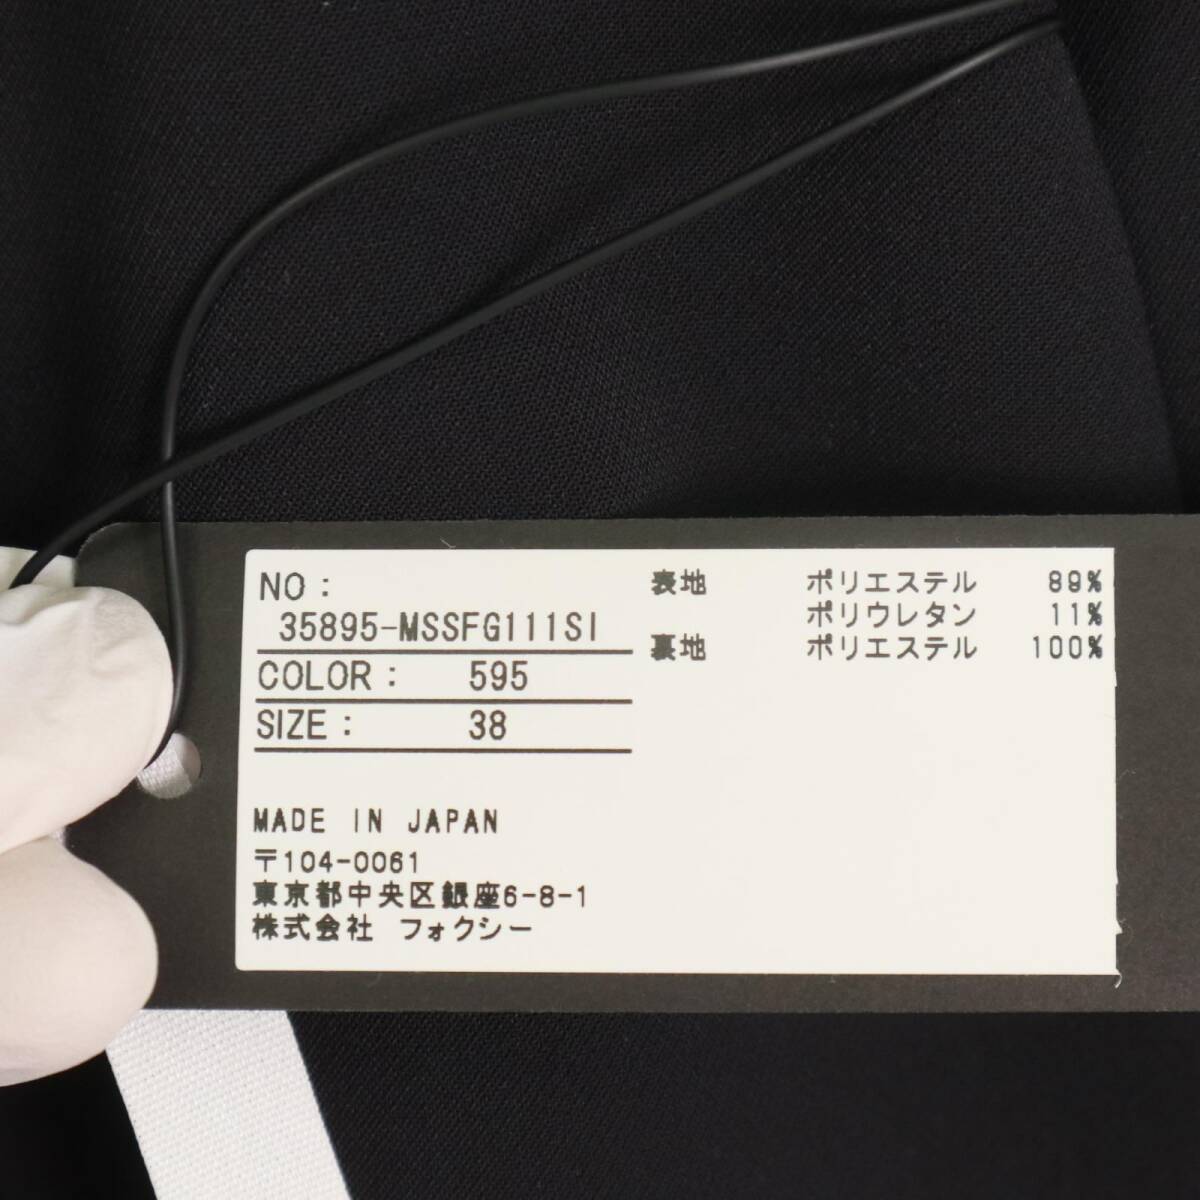 NO：
35895-MSSFG111SI
COLOR： 595
SIZE： 38
表地 ポリエステル 89%
ポリウレタン 11%
裏地 ポリエステル 100%
MADE IN JAPAN
〒104-0061
東京都中央区銀座6-8-1
株式会社 フォクシー